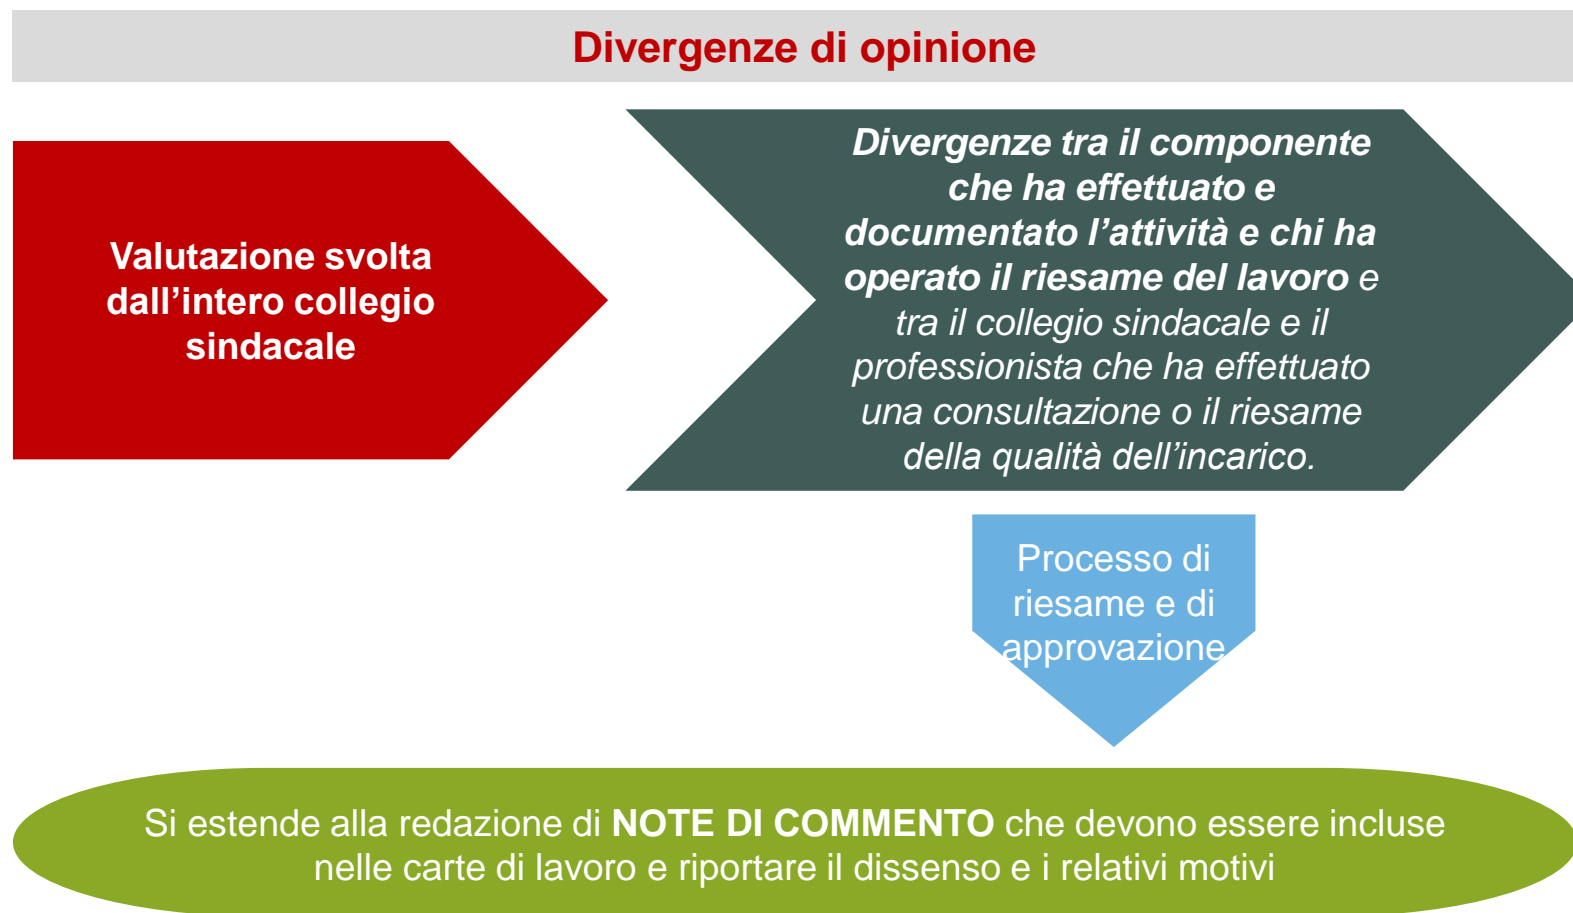 Divergenze di opinione
Valutazione svolta
dall’intero collegio
sindacale
Divergenze tra il componente
che ha effettuato e
documentato l’attività e chi ha
operato il riesame del lavoro e
tra il collegio sindacale e il
professionista che ha effettuato
una consultazione o il riesame
della qualità dell’incarico.
Processo di
riesame e di
approvazione
Si estende alla redazione di NOTE DI COMMENTO che devono essere incluse
nelle carte di lavoro e riportare il dissenso e i relativi motivi